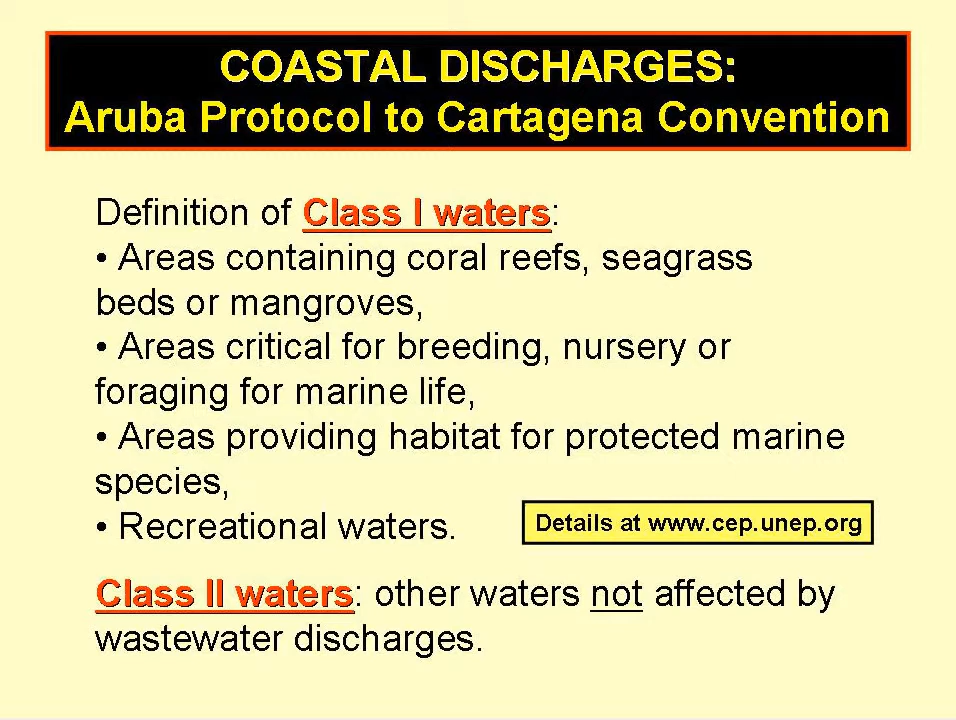 COASTAL DISCHARGES:
Aruba Protocol to Cartagena Convention
Definition of Class I waters:
• Areas containing coral reefs, seagrass
beds or mangroves,
• Areas critical for breeding, nursery or
foraging for marine life,
• Areas providing habitat for protected marine
species,
• Recreational waters.
Details at www.cep.unep.org
Class II waters: other waters not affected by
wastewater discharges.